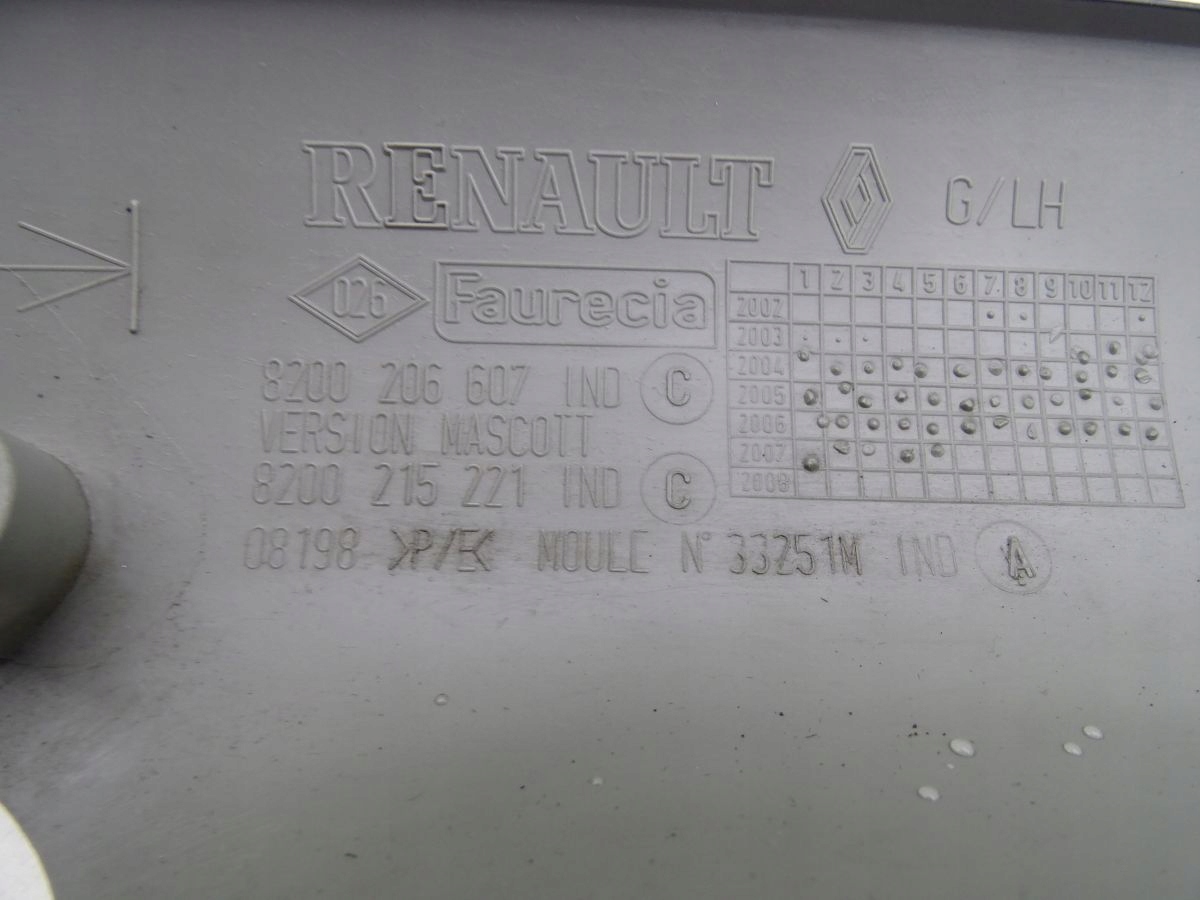 RENAULT G/LH
026 Faurecia
8200 206 607 IND C
VERSION MASCOTT
8200 215 221 IND C
08198 >P/E< MOULE N° 33251M IND A
1 2 3 4 5 6 7 8 9 10 11 12
2002
2003
2004
2005
2006
2007
2008